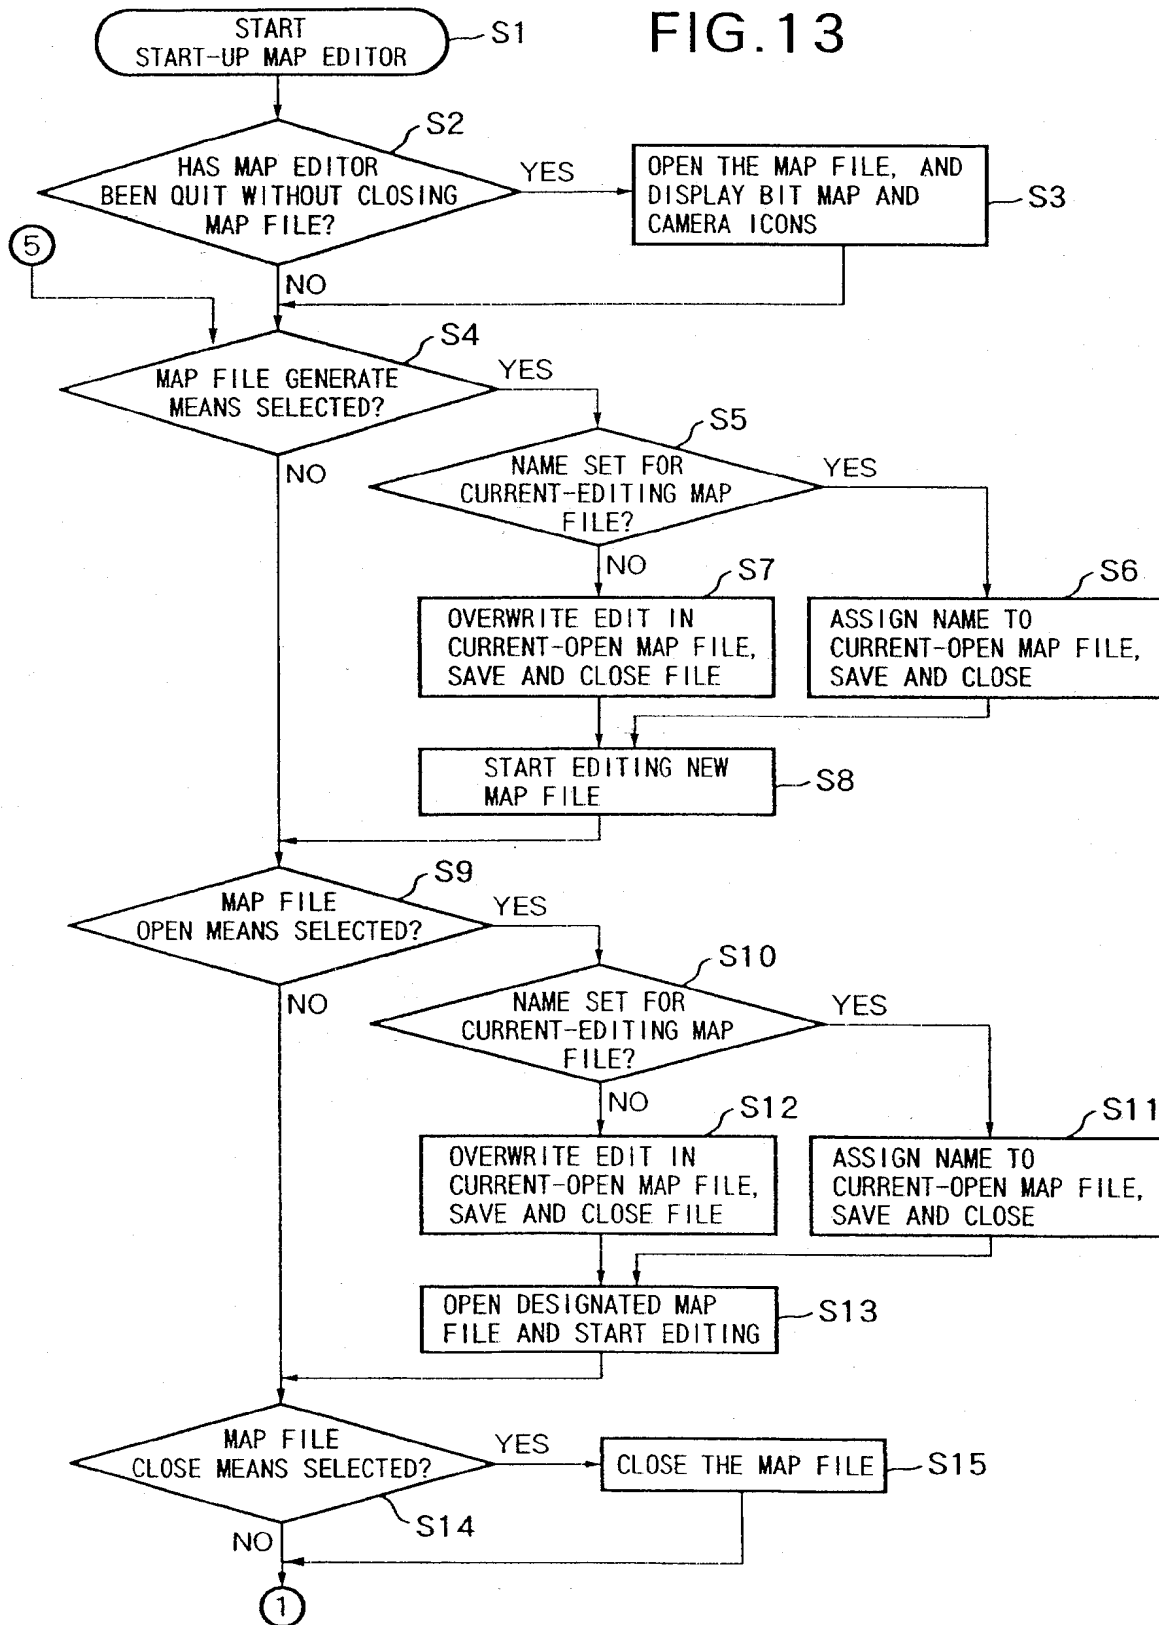 FIG.13
START
START-UP MAP EDITOR
S1
S2
HAS MAP EDITOR
BEEN QUIT WITHOUT CLOSING
MAP FILE?
YES
OPEN THE MAP FILE, AND
DISPLAY BIT MAP AND
CAMERA ICONS
S3
5
NO
S4
MAP FILE GENERATE
MEANS SELECTED?
YES
NO
S5
NAME SET FOR
CURRENT-EDITING MAP
FILE?
YES
NO
S7
OVERWRITE EDIT IN
CURRENT-OPEN MAP FILE,
SAVE AND CLOSE FILE
S6
ASSIGN NAME TO
CURRENT-OPEN MAP FILE,
SAVE AND CLOSE
START EDITING NEW
MAP FILE
S8
S9
MAP FILE
OPEN MEANS SELECTED?
YES
NO
S10
NAME SET FOR
CURRENT-EDITING MAP
FILE?
YES
NO
S12
OVERWRITE EDIT IN
CURRENT-OPEN MAP FILE,
SAVE AND CLOSE FILE
S11
ASSIGN NAME TO
CURRENT-OPEN MAP FILE,
SAVE AND CLOSE
OPEN DESIGNATED MAP
FILE AND START EDITING
S13
MAP FILE
CLOSE MEANS SELECTED?
YES
CLOSE THE MAP FILE
S15
S14
NO
1